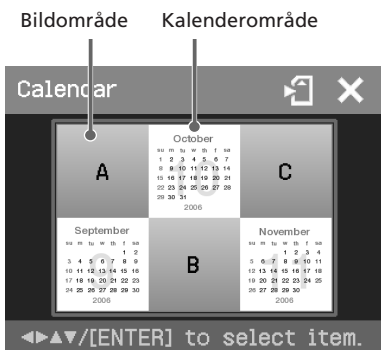 Bildområde Kalenderområde
Calendar
A
October
su m tu w th f sa
1 2 3 4 5 6 7
8 9 10 11 12 13 14
15 16 17 18 19 20 21
22 23 24 25 26 27 28
29 30 31
2006
C
September
su m tu w th f sa
1 2
3 4 5 6 7 8 9
10 11 12 13 14 15 16
17 18 19 20 21 22 23
24 25 26 27 28 29 30
2006
B
November
su m tu w th f sa
1 2 3 4
5 6 7 8 9 10 11
12 13 14 15 16 17 18
19 20 21 22 23 24 25
26 27 28 29 30
2006
◀▶▲▼/[ENTER] to select item.